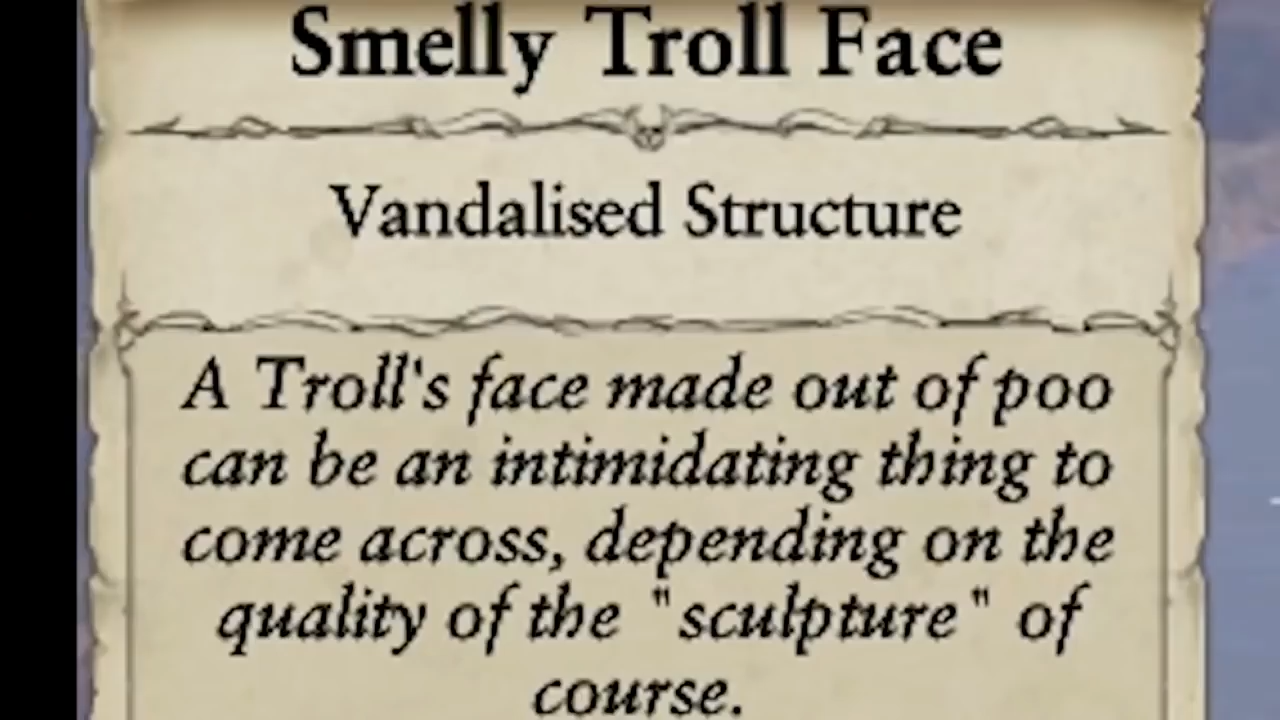 Smelly Troll Face
Vandalised Structure
A Troll's face made out of poo
can be an intimidating thing to
come across, depending on the
quality of the "sculpture" of
course.